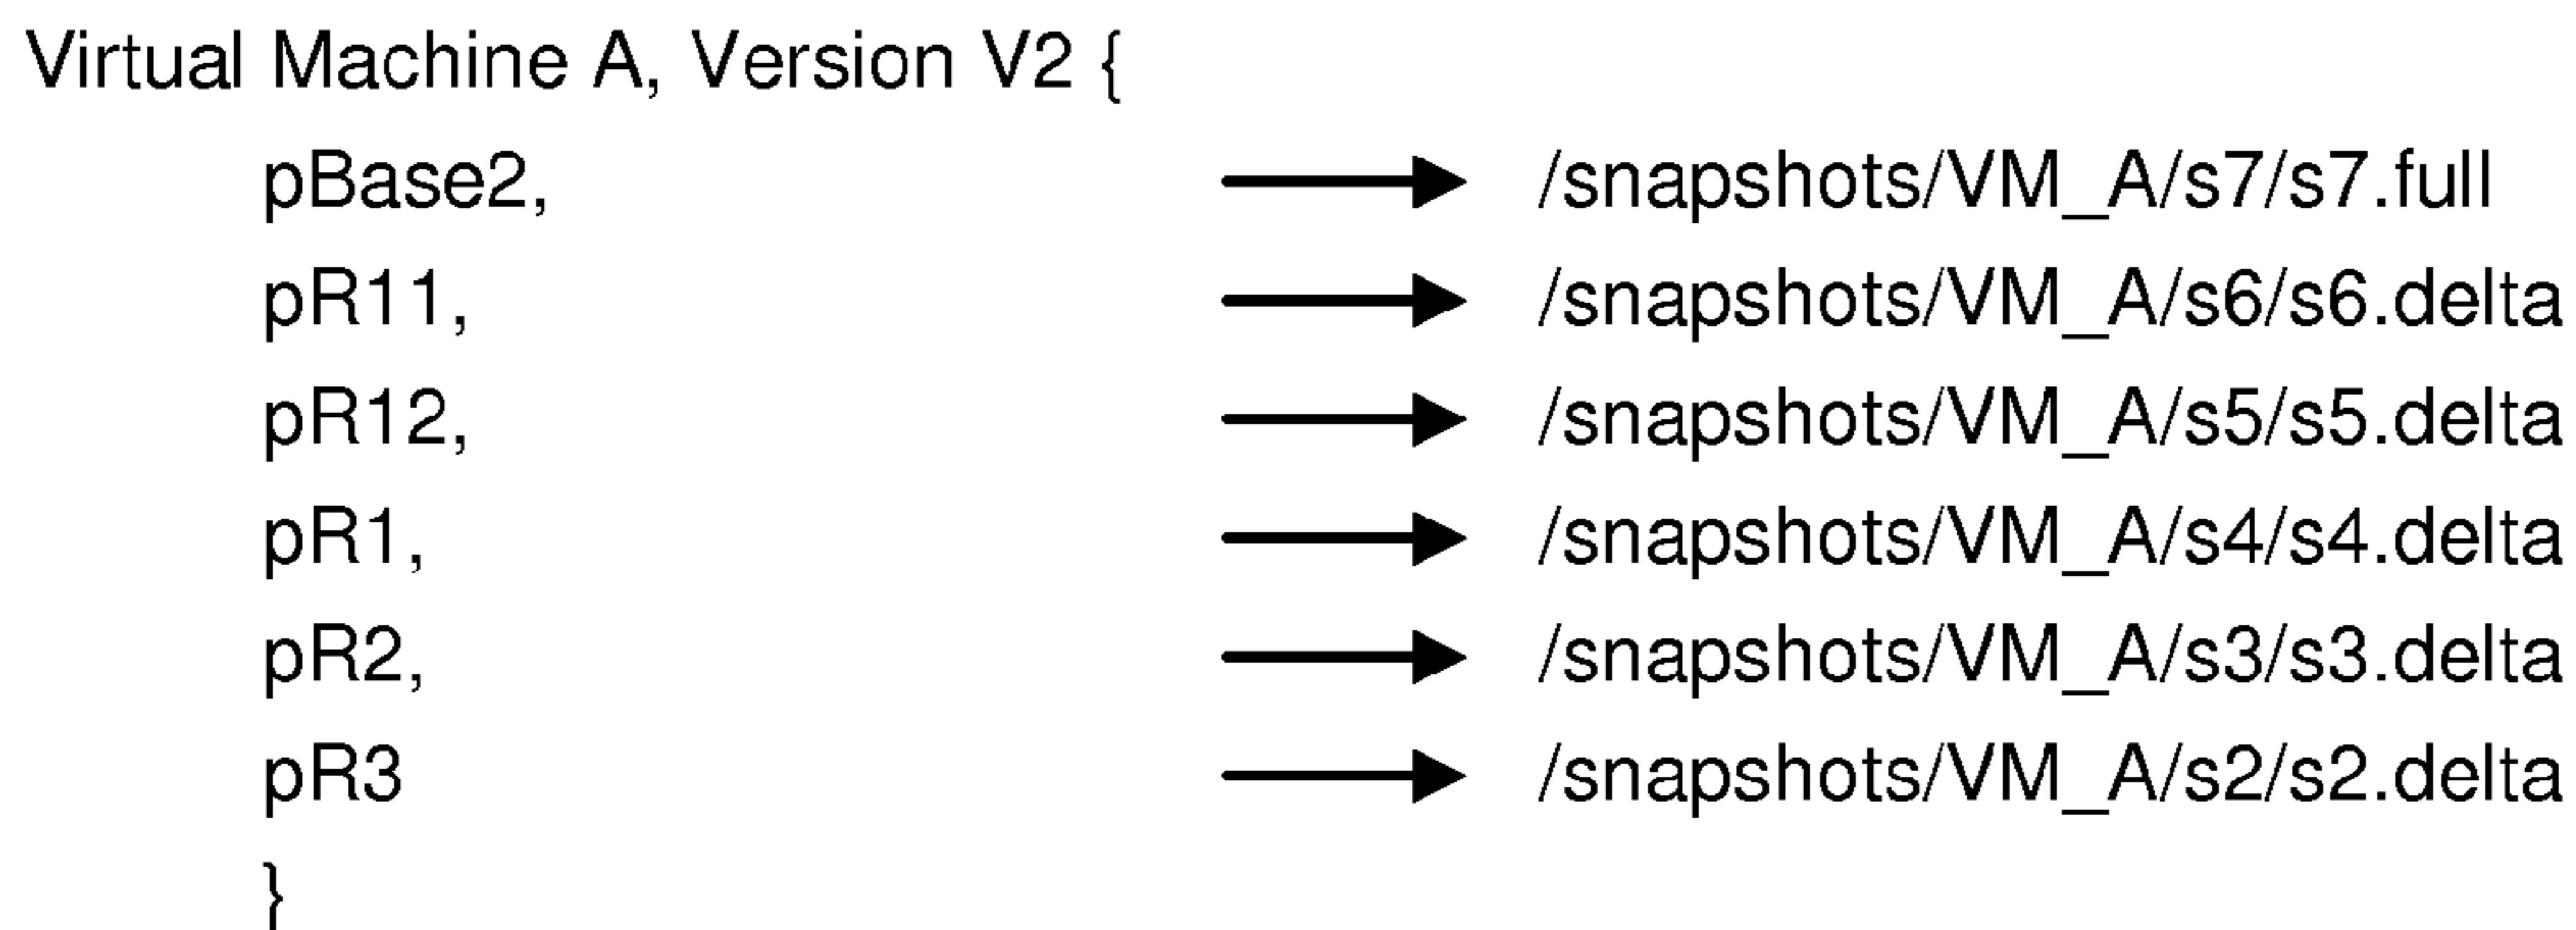 Virtual Machine A, Version V2 {
pBase2, /snapshots/VM_A/s7/s7.full
pR11, /snapshots/VM_A/s6/s6.delta
pR12, /snapshots/VM_A/s5/s5.delta
pR1, /snapshots/VM_A/s4/s4.delta
pR2, /snapshots/VM_A/s3/s3.delta
pR3 /snapshots/VM_A/s2/s2.delta
}